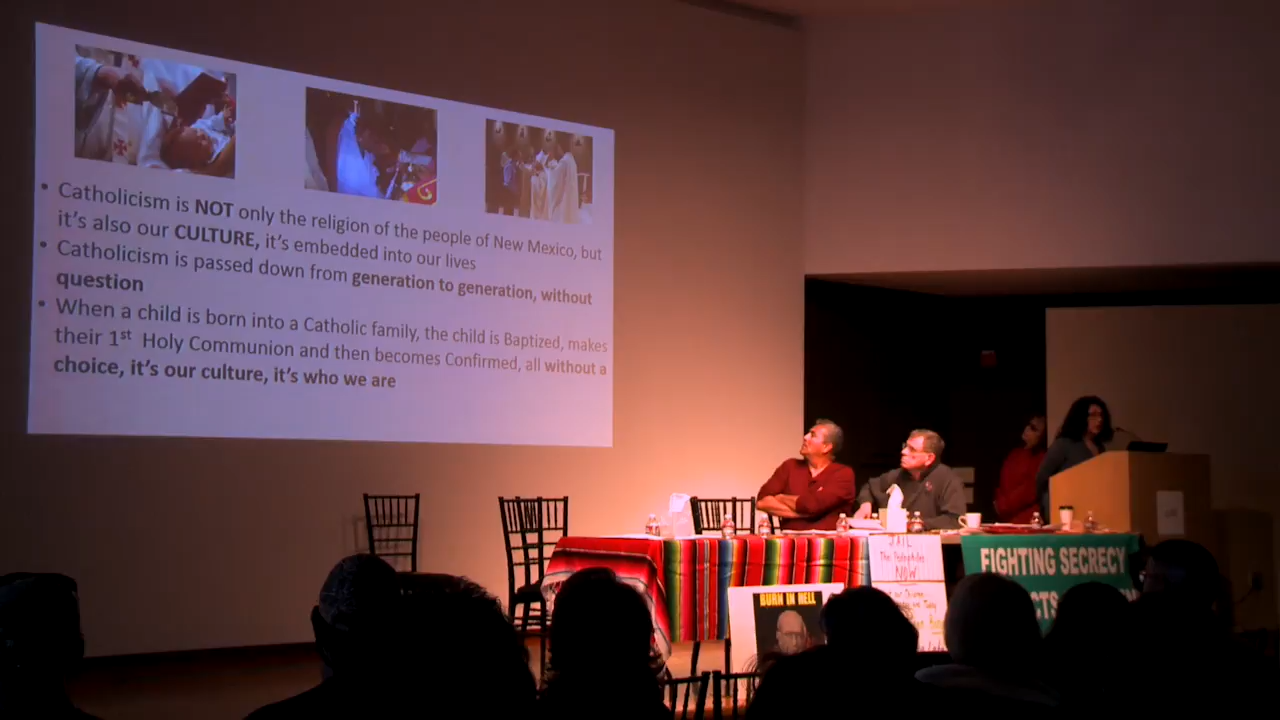 • Catholicism is NOT only the religion of the people of New Mexico, but
it's also our CULTURE, it's embedded into our lives
• Catholicism is passed down from generation to generation, without
question
• When a child is born into a Catholic family, the child is Baptized, makes
their 1st Holy Communion and then becomes Confirmed, all without a
choice, it's our culture, it's who we are
JAIL
The Pedophiles
NOW
our Children
BURN IN HELL
FIGHTING SECRECY